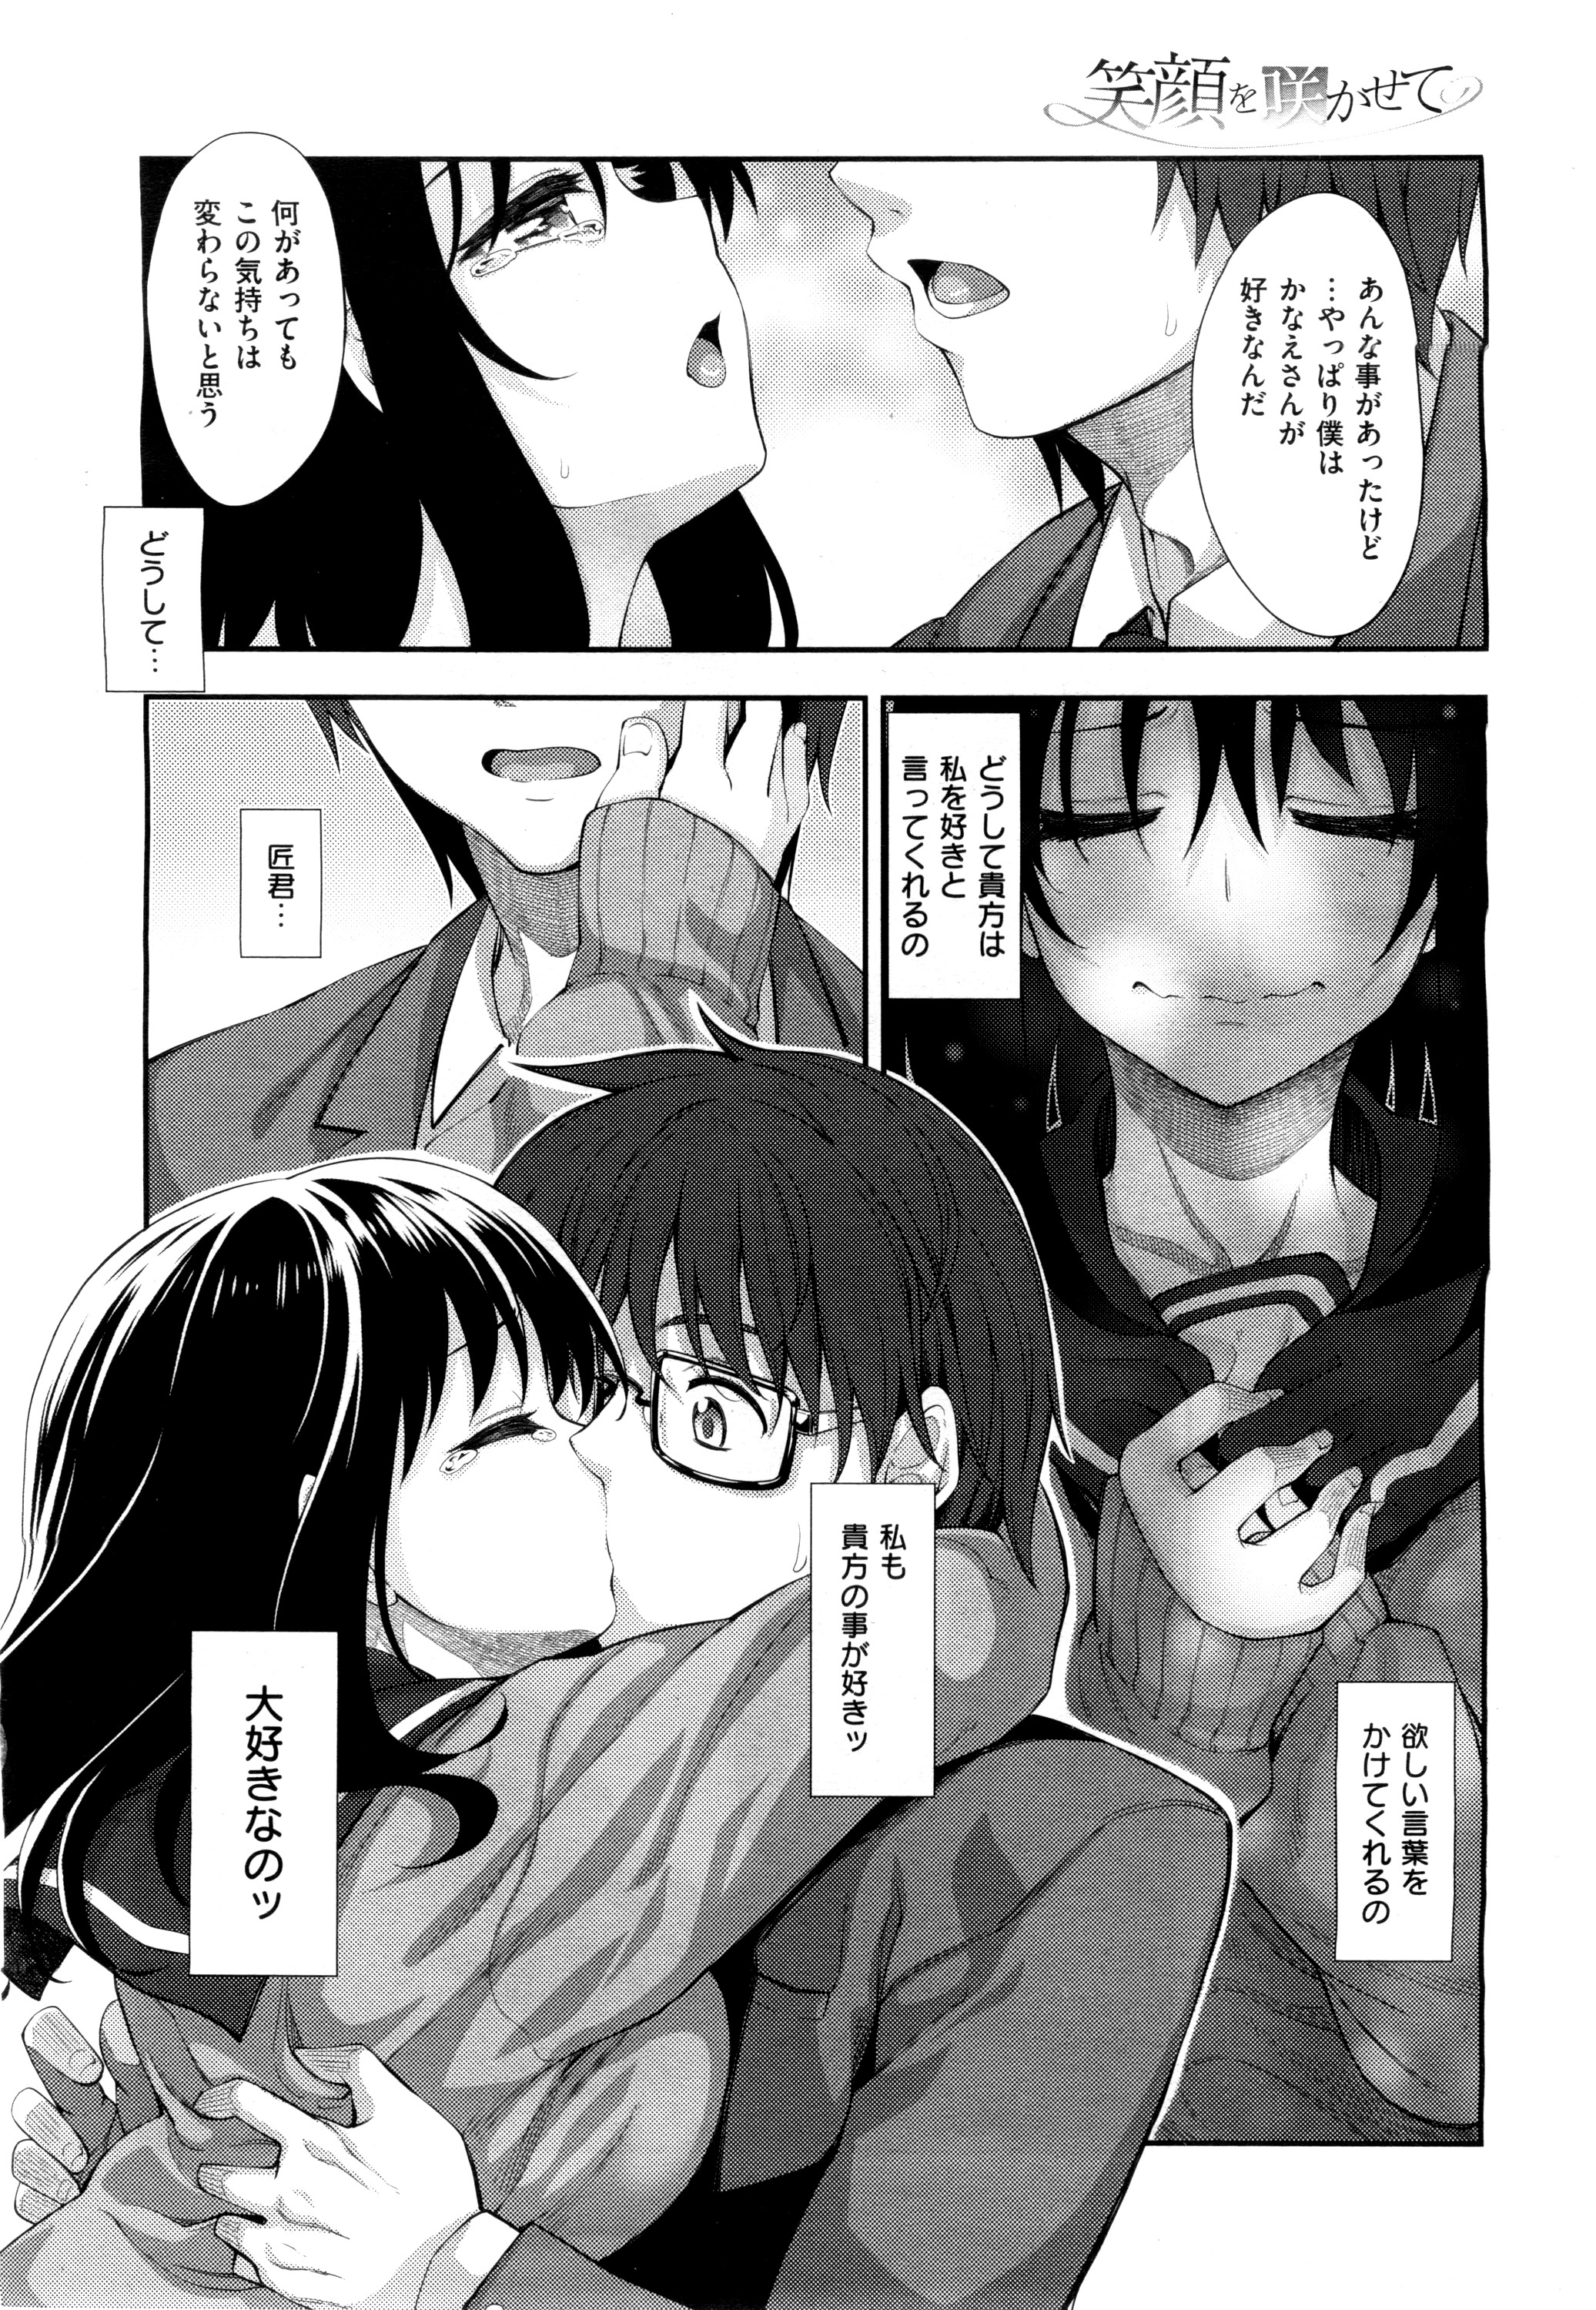 笑顔を咲かせて
あんな事があったけど
…やっぱり僕は
かなえさんが
好きなんだ
何があっても
この気持ちは
変わらないと思う
どうして…
どうして貴方は
私を好きと
言ってくれるの
欲しい言葉を
かけてくれるの
匠君…
私も
貴方の事が好きッ
大好きなのッ